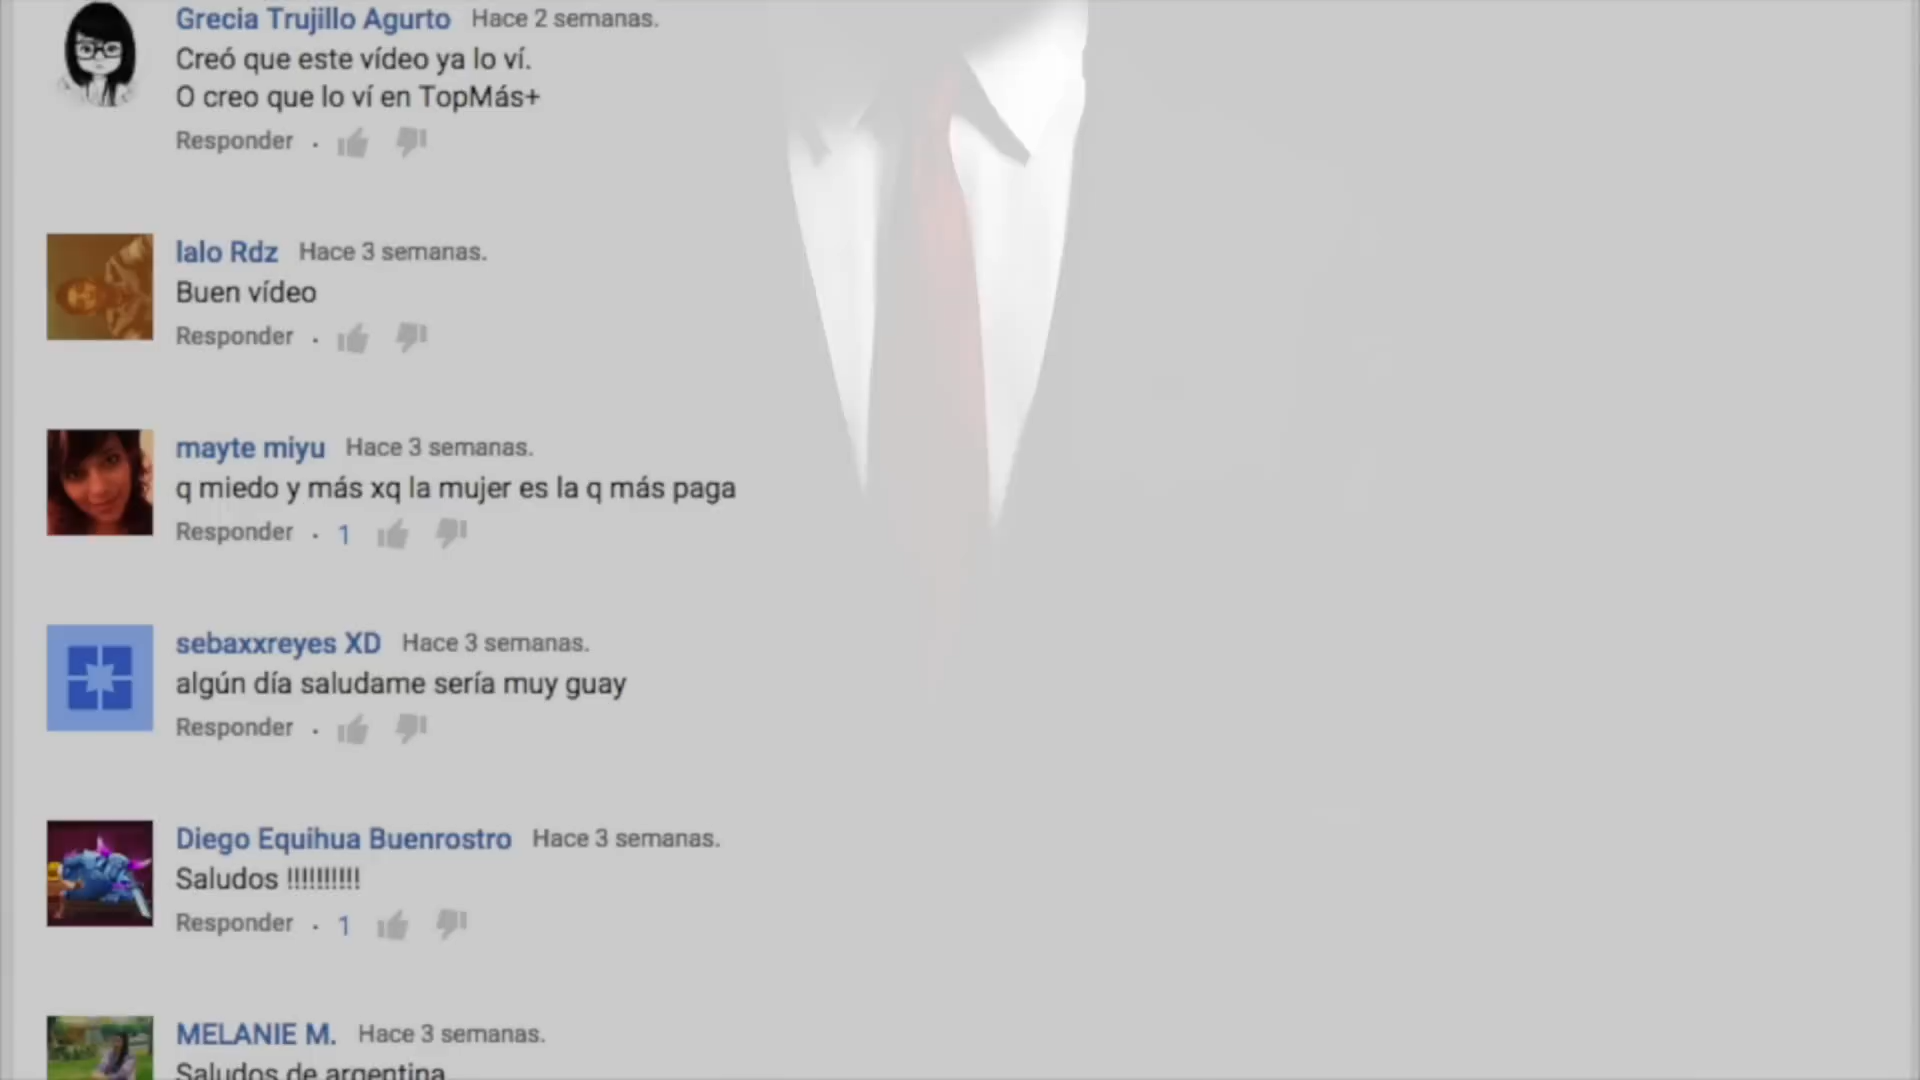 Grecia Trujillo Agurto Hace 2 semanas.
Creó que este vídeo ya lo ví.
O creo que lo ví en TopMás+
Responder .
lalo Rdz Hace 3 semanas.
Buen vídeo
Responder .
mayte miyu Hace 3 semanas.
q miedo y más xq la mujer es la q más paga
Responder . 1
sebaxxreyes XD Hace 3 semanas.
algún día saludame sería muy guay
Responder .
Diego Equihua Buenrostro Hace 3 semanas.
Saludos !!!!!!!!!!
Responder . 1
MELANIE M. Hace 3 semanas.
Saludos de argentina